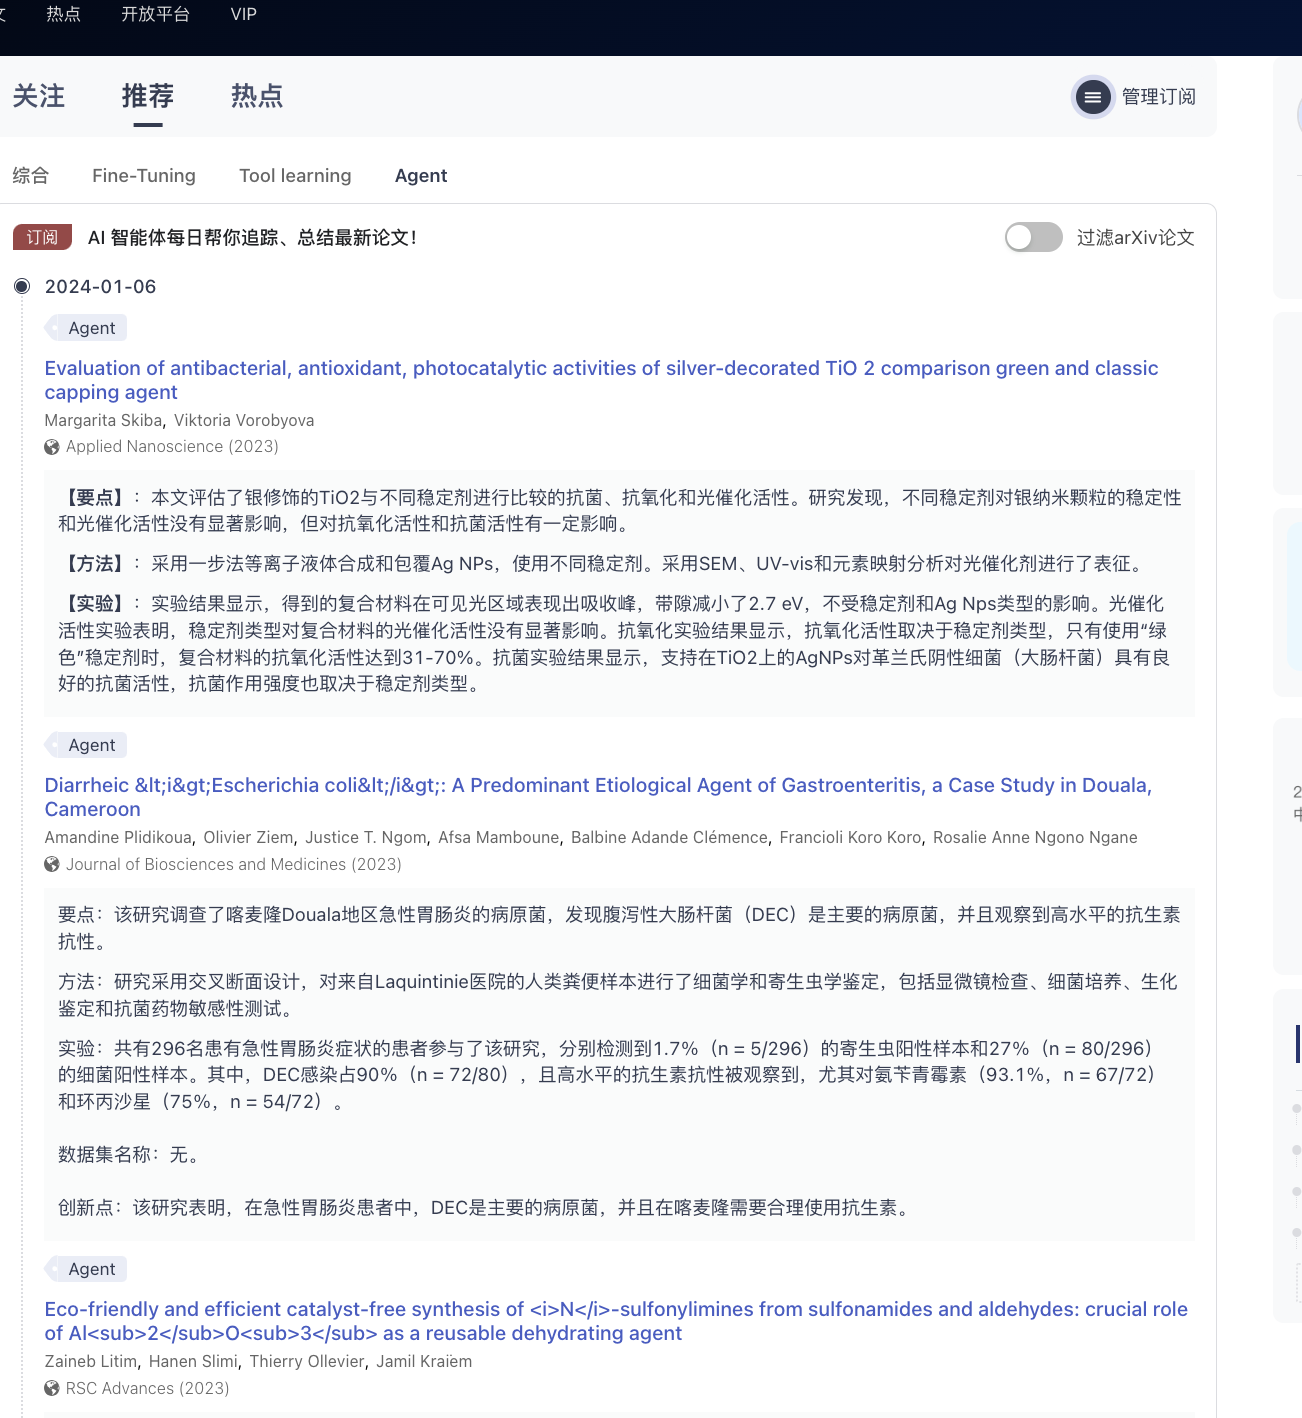 热点 开放平台 VIP
关注 推荐 热点 管理订阅
综合 Fine-Tuning Tool learning Agent
订阅 AI 智能体每日帮你追踪、总结最新论文！ 过滤arXiv论文
2024-01-06
Agent
Evaluation of antibacterial, antioxidant, photocatalytic activities of silver-decorated TiO 2 comparison green and classic
capping agent
Margarita Skiba, Viktoria Vorobyova
Applied Nanoscience (2023)
【要点】：本文评估了银修饰的TiO2与不同稳定剂进行比较的抗菌、抗氧化和光催化活性。研究发现，不同稳定剂对银纳米颗粒的稳定性
和光催化活性没有显著影响，但对抗氧化活性和抗菌活性有一定影响。
【方法】：采用一步法等离子液体合成和包覆Ag NPs，使用不同稳定剂。采用SEM、UV-vis和元素映射分析对光催化剂进行了表征。
【实验】：实验结果显示，得到的复合材料在可见光区域表现出吸收峰，带隙减小了2.7 eV，不受稳定剂和Ag Nps类型的影响。光催化
活性实验表明，稳定剂类型对复合材料的光催化活性没有显著影响。抗氧化实验结果显示，抗氧化活性取决于稳定剂类型，只有使用“绿
色”稳定剂时，复合材料的抗氧化活性达到31-70%。抗菌实验结果显示，支持在TiO2上的AgNPs对革兰氏阴性细菌（大肠杆菌）具有良
好的抗菌活性，抗菌作用强度也取决于稳定剂类型。
Agent
Diarrheic &lt;i&gt;Escherichia coli&lt;/i&gt;: A Predominant Etiological Agent of Gastroenteritis, a Case Study in Douala,
Cameroon
Amandine Plidikoua, Olivier Ziem, Justice T. Ngom, Afsa Mamboune, Balbine Adande Clémence, Francioli Koro Koro, Rosalie Anne Ngono Ngane
Journal of Biosciences and Medicines (2023)
要点：该研究调查了喀麦隆Douala地区急性胃肠炎的病原菌，发现腹泻性大肠杆菌（DEC）是主要的病原菌，并且观察到高水平的抗生素
抗性。
方法：研究采用交叉断面设计，对来自Laquintinie医院的人类粪便样本进行了细菌学和寄生虫学鉴定，包括显微镜检查、细菌培养、生化
鉴定和抗菌药物敏感性测试。
实验：共有296名患有急性胃肠炎症状的患者参与了该研究，分别检测到1.7%（n = 5/296）的寄生虫阳性样本和27%（n = 80/296）
的细菌阳性样本。其中，DEC感染占90%（n = 72/80），且高水平的抗生素抗性被观察到，尤其对氨苄青霉素（93.1%，n = 67/72）
和环丙沙星（75%，n = 54/72）。
数据集名称：无。
创新点：该研究表明，在急性胃肠炎患者中，DEC是主要的病原菌，并且在喀麦隆需要合理使用抗生素。
Agent
Eco-friendly and efficient catalyst-free synthesis of <i>N</i>-sulfonylimines from sulfonamides and aldehydes: crucial role
of Al<sub>2</sub>O<sub>3</sub> as a reusable dehydrating agent
Zaineb Litim, Hanen Slimi, Thierry Ollevier, Jamil Kraïem
RSC Advances (2023)